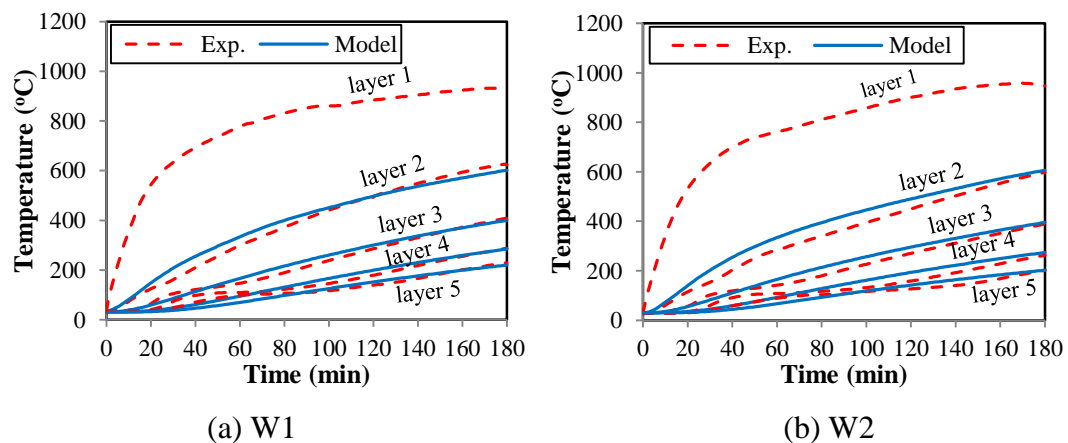 1200
1000
800
600
400
200
0
Temperature (°C)
Exp.
Model
layer 1
layer 2
layer 3
layer 4
layer 5
0 20 40 60 80 100 120 140 160 180
Time (min)
(a) W1
1200
1000
800
600
400
200
0
Temperature (°C)
Exp.
Model
layer 1
layer 2
layer 3
layer 4
layer 5
0 20 40 60 80 100 120 140 160 180
Time (min)
(b) W2